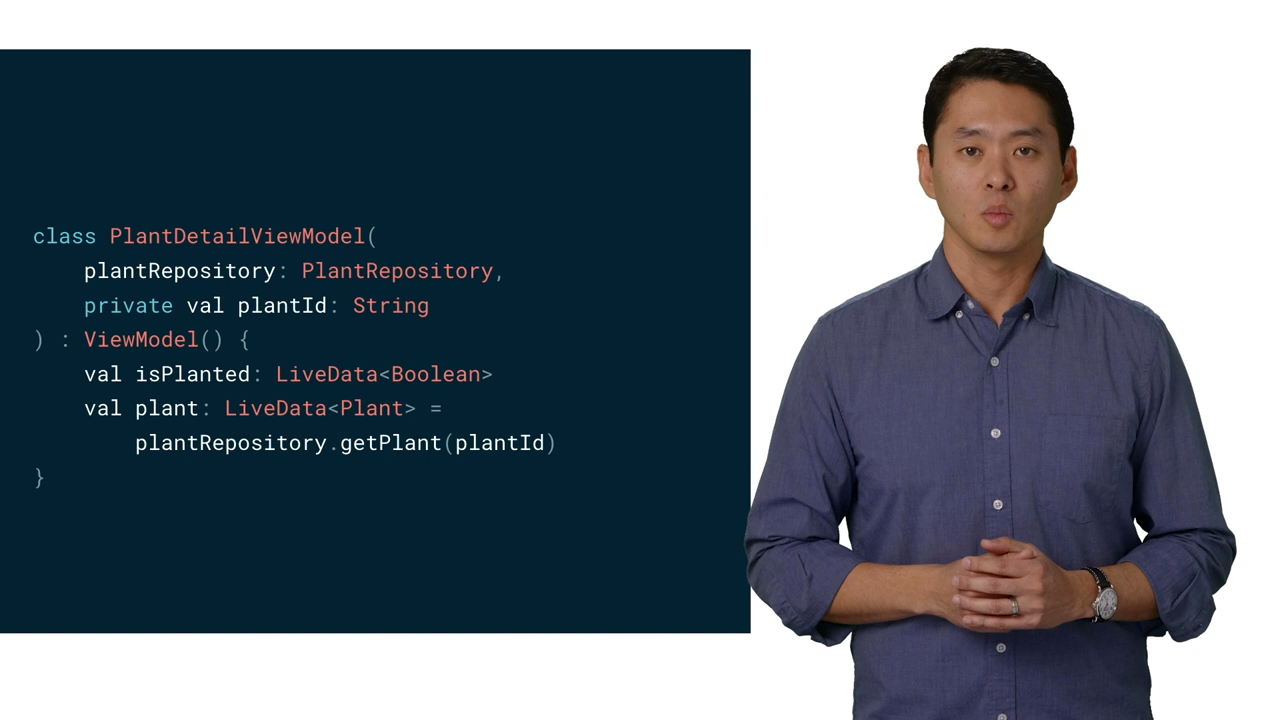 class PlantDetailViewModel(
plantRepository: PlantRepository,
private val plantId: String
) : ViewModel() {
val isPlanted: LiveData<Boolean>
val plant: LiveData<Plant> =
plantRepository.getPlant(plantId)
}